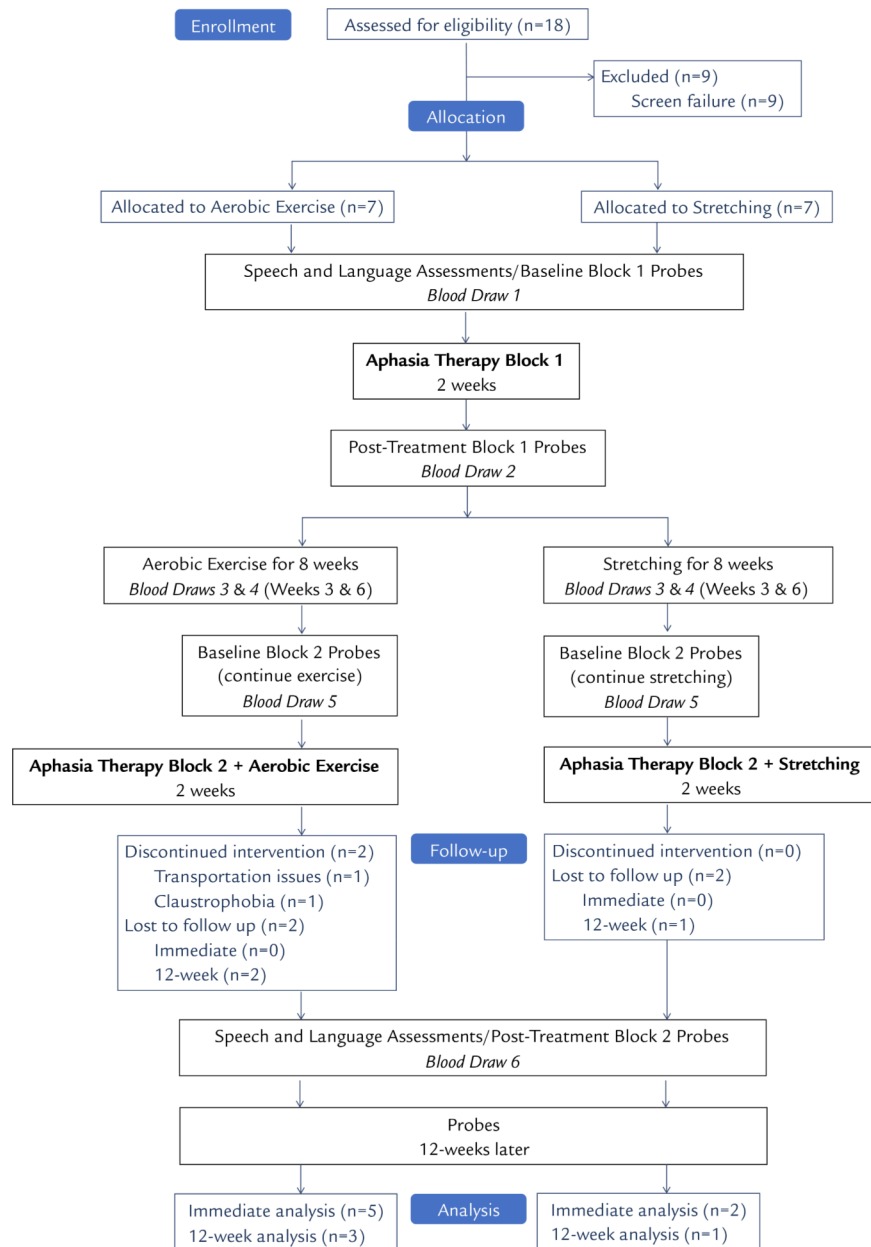 Enrollment
Assessed for eligibility (n=18)
Excluded (n=9)
Screen failure (n=9)
Allocation
Allocated to Aerobic Exercise (n=7)
Allocated to Stretching (n=7)
Speech and Language Assessments/Baseline Block 1 Probes
Blood Draw 1
Aphasia Therapy Block 1
2 weeks
Post-Treatment Block 1 Probes
Blood Draw 2
Aerobic Exercise for 8 weeks
Blood Draws 3 & 4 (Weeks 3 & 6)
Stretching for 8 weeks
Blood Draws 3 & 4 (Weeks 3 & 6)
Baseline Block 2 Probes
(continue exercise)
Blood Draw 5
Baseline Block 2 Probes
(continue stretching)
Blood Draw 5
Aphasia Therapy Block 2 + Aerobic Exercise
2 weeks
Aphasia Therapy Block 2 + Stretching
2 weeks
Discontinued intervention (n=2)
Transportation issues (n=1)
Claustrophobia (n=1)
Lost to follow up (n=2)
Immediate (n=0)
12-week (n=2)
Follow-up
Discontinued intervention (n=0)
Lost to follow up (n=2)
Immediate (n=0)
12-week (n=1)
Speech and Language Assessments/Post-Treatment Block 2 Probes
Blood Draw 6
Probes
12-weeks later
Immediate analysis (n=5)
12-week analysis (n=3)
Analysis
Immediate analysis (n=2)
12-week analysis (n=1)